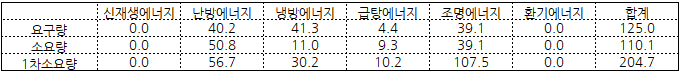 신재생에너지 난방에너지 냉방에너지 급탕에너지 조명에너지 환기에너지 합계
요구량 0.0 40.2 41.3 4.4 39.1 0.0 125.0
소요량 0.0 50.8 11.0 9.3 39.1 0.0 110.1
1차소요량 0.0 56.7 30.2 10.2 107.5 0.0 204.7